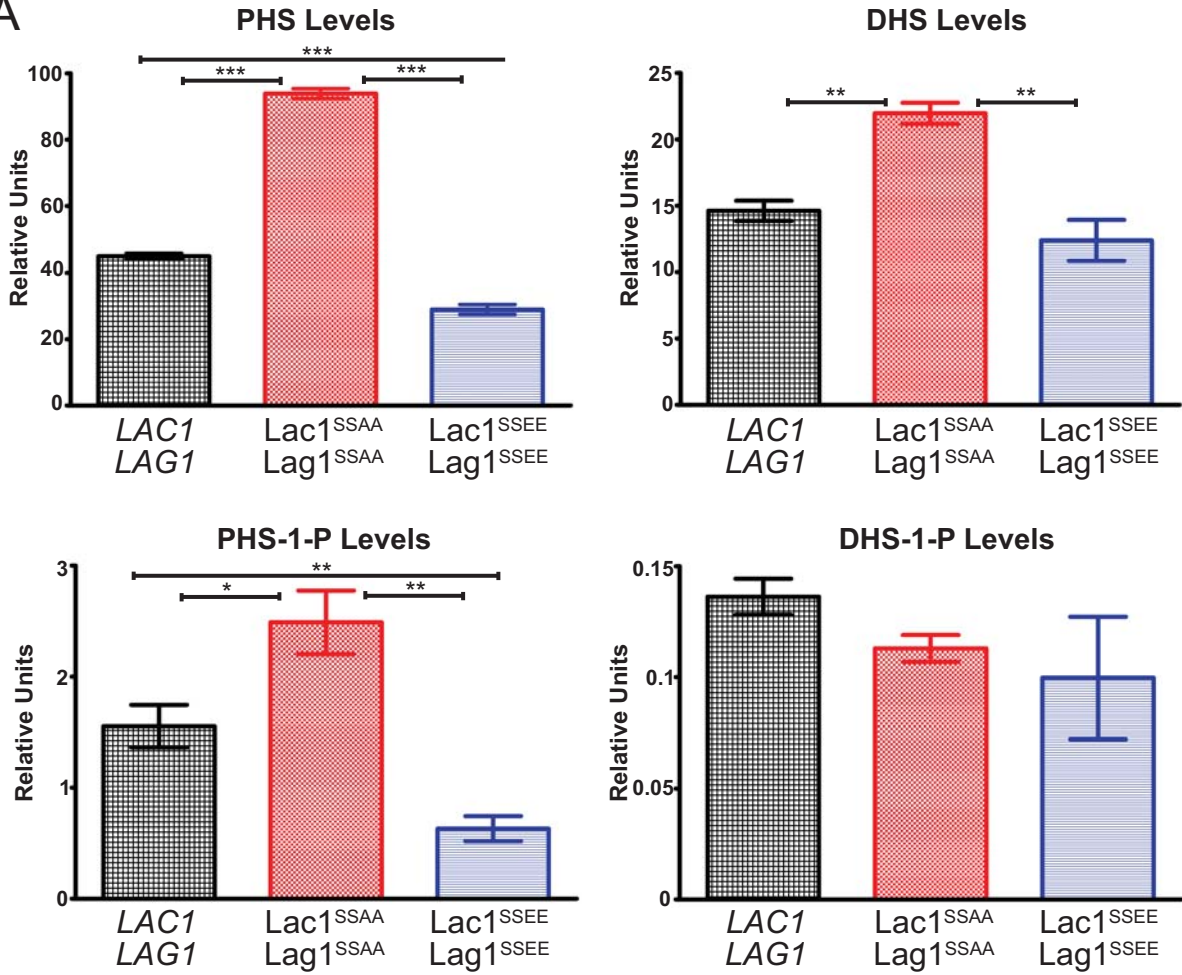 A
PHS Levels
***
*** ***
100
80
60
40
20
0
Relative Units
LAC1 Lac1SSAA Lac1SSEE
LAG1 Lag1SSAA Lag1SSEE
DHS Levels
** **
25
20
15
10
5
0
Relative Units
LAC1 Lac1SSAA Lac1SSEE
LAG1 Lag1SSAA Lag1SSEE
PHS-1-P Levels
**
* **
3
2
1
0
Relative Units
LAC1 Lac1SSAA Lac1SSEE
LAG1 Lag1SSAA Lag1SSEE
DHS-1-P Levels
0.15
0.1
0.05
0
Relative Units
LAC1 Lac1SSAA Lac1SSEE
LAG1 Lag1SSAA Lag1SSEE